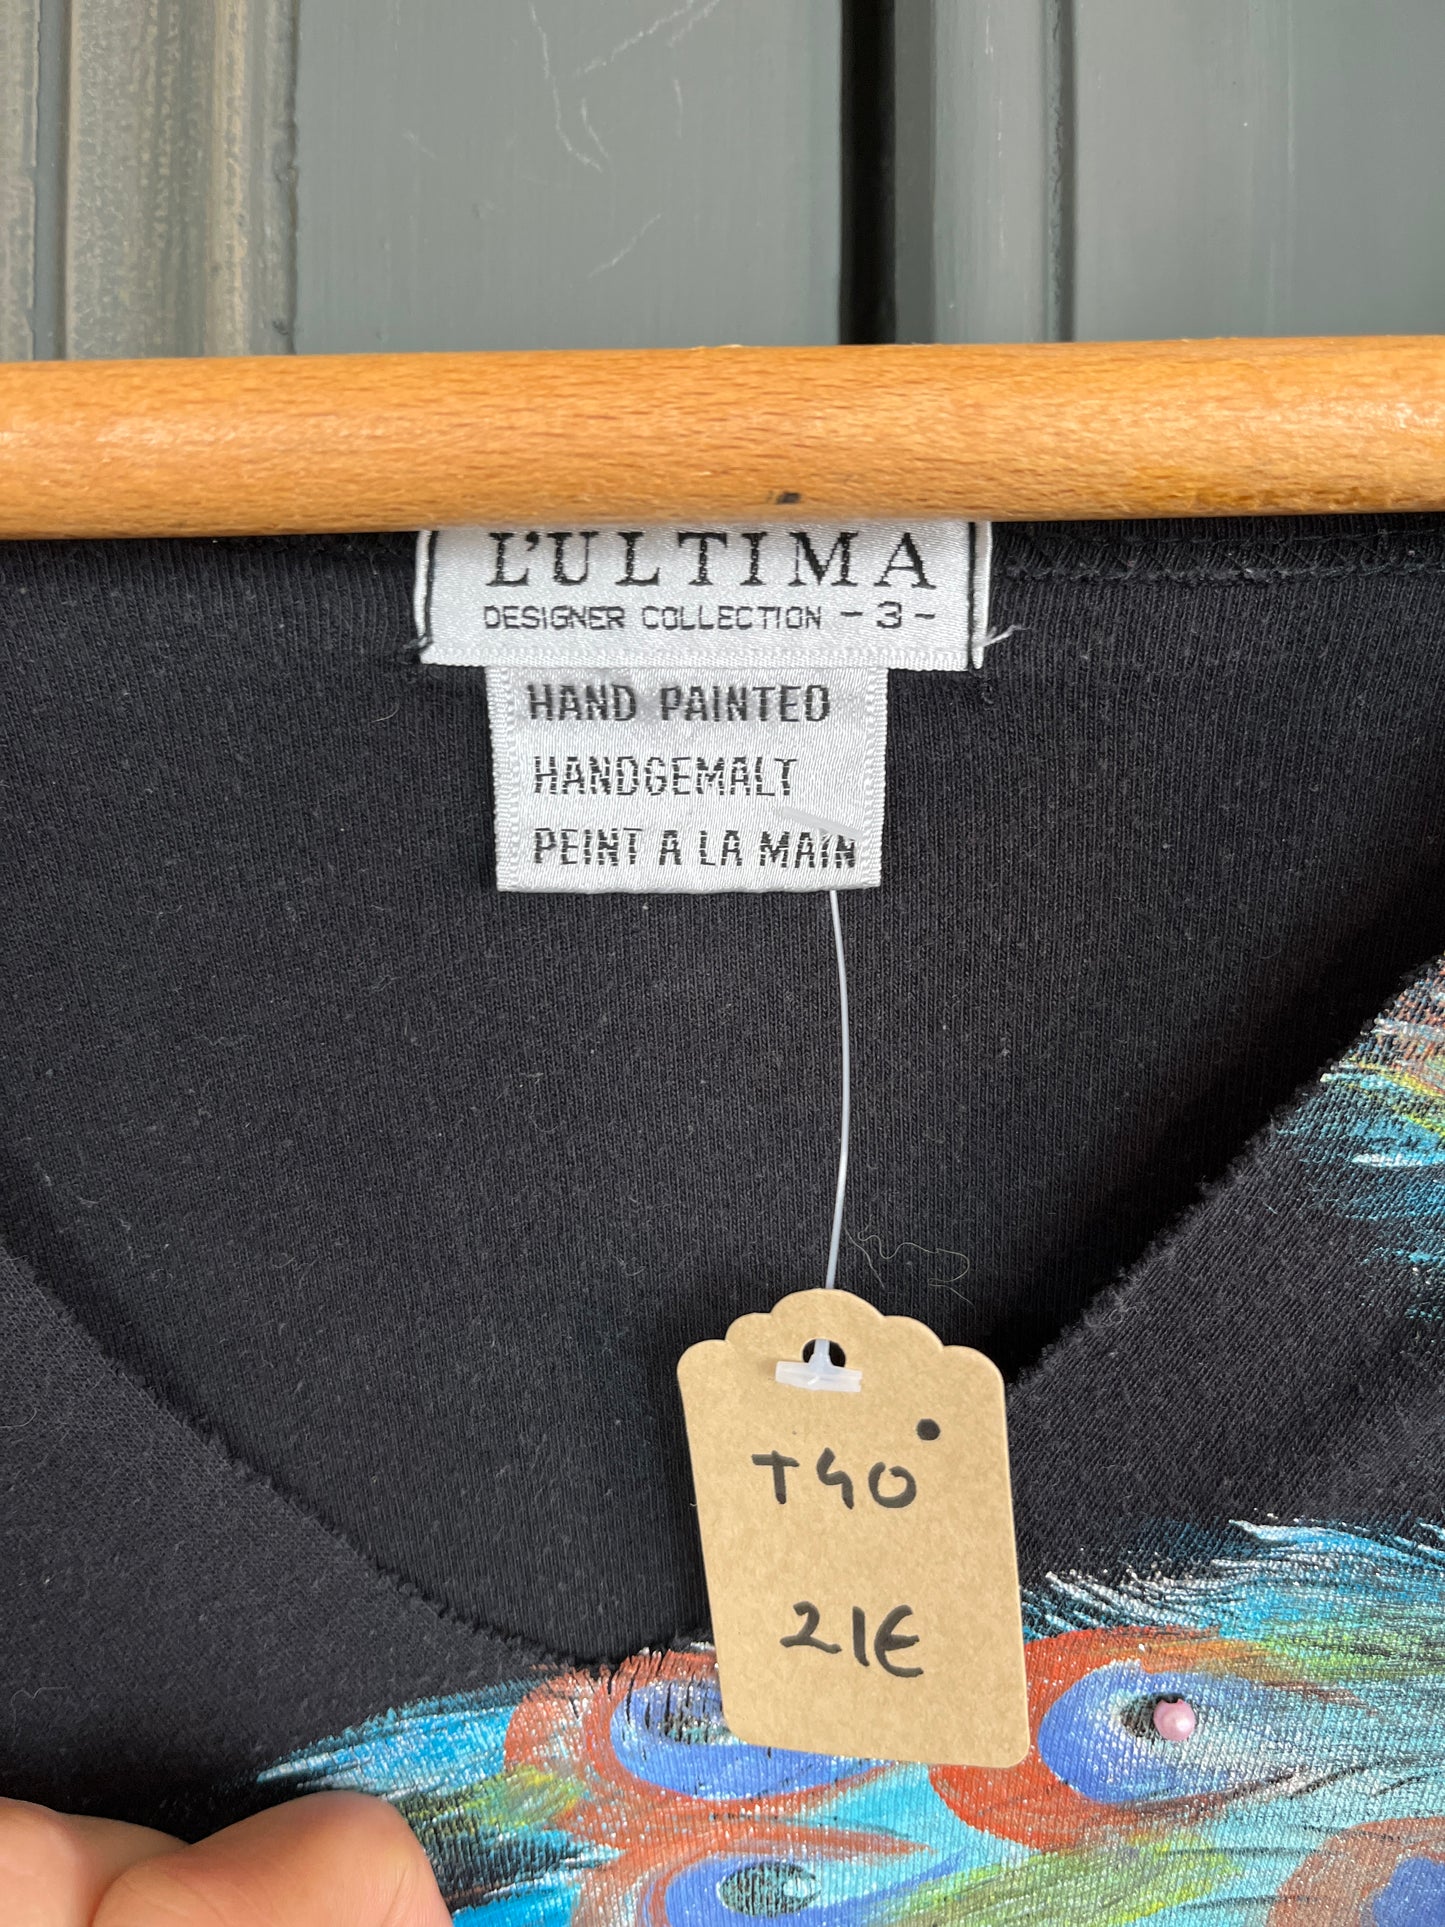 L'ULTIMA
DESIGNER COLLECTION -3-
HAND PAINTED
HANDGEMALT
PEINT A LA MAIN
T40
21€